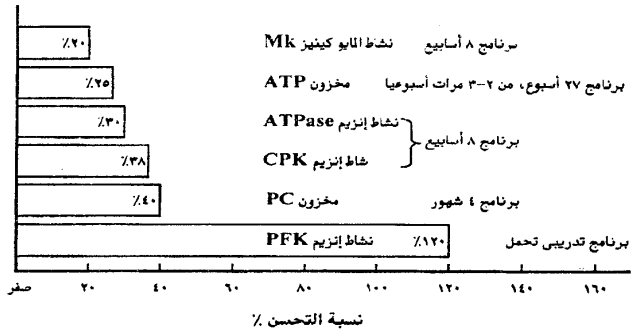 برنامج ٨ أسابيع نشاط المايو كينيز Mk ٪٢٠
برنامج ٢٧ أسبوع، من ٢-٣ مرات أسبوعيا مخزون ATP ٪٢٥
نشاط إنزيم ATPase ٪٣٠
برنامج ٨ أسابيع
شاط إنزيم CPK ٪٣٨
برنامج ٤ شهور مخزون PC ٪٤٠
برنامج تدريبى تحمل ٪١٢٠ نشاط إنزيم PFK
صفر ٢٠ ٤٠ ٦٠ ٨٠ ١٠٠ ١٢٠ ١٤٠ ١٦٠
نسبة التحسن ٪